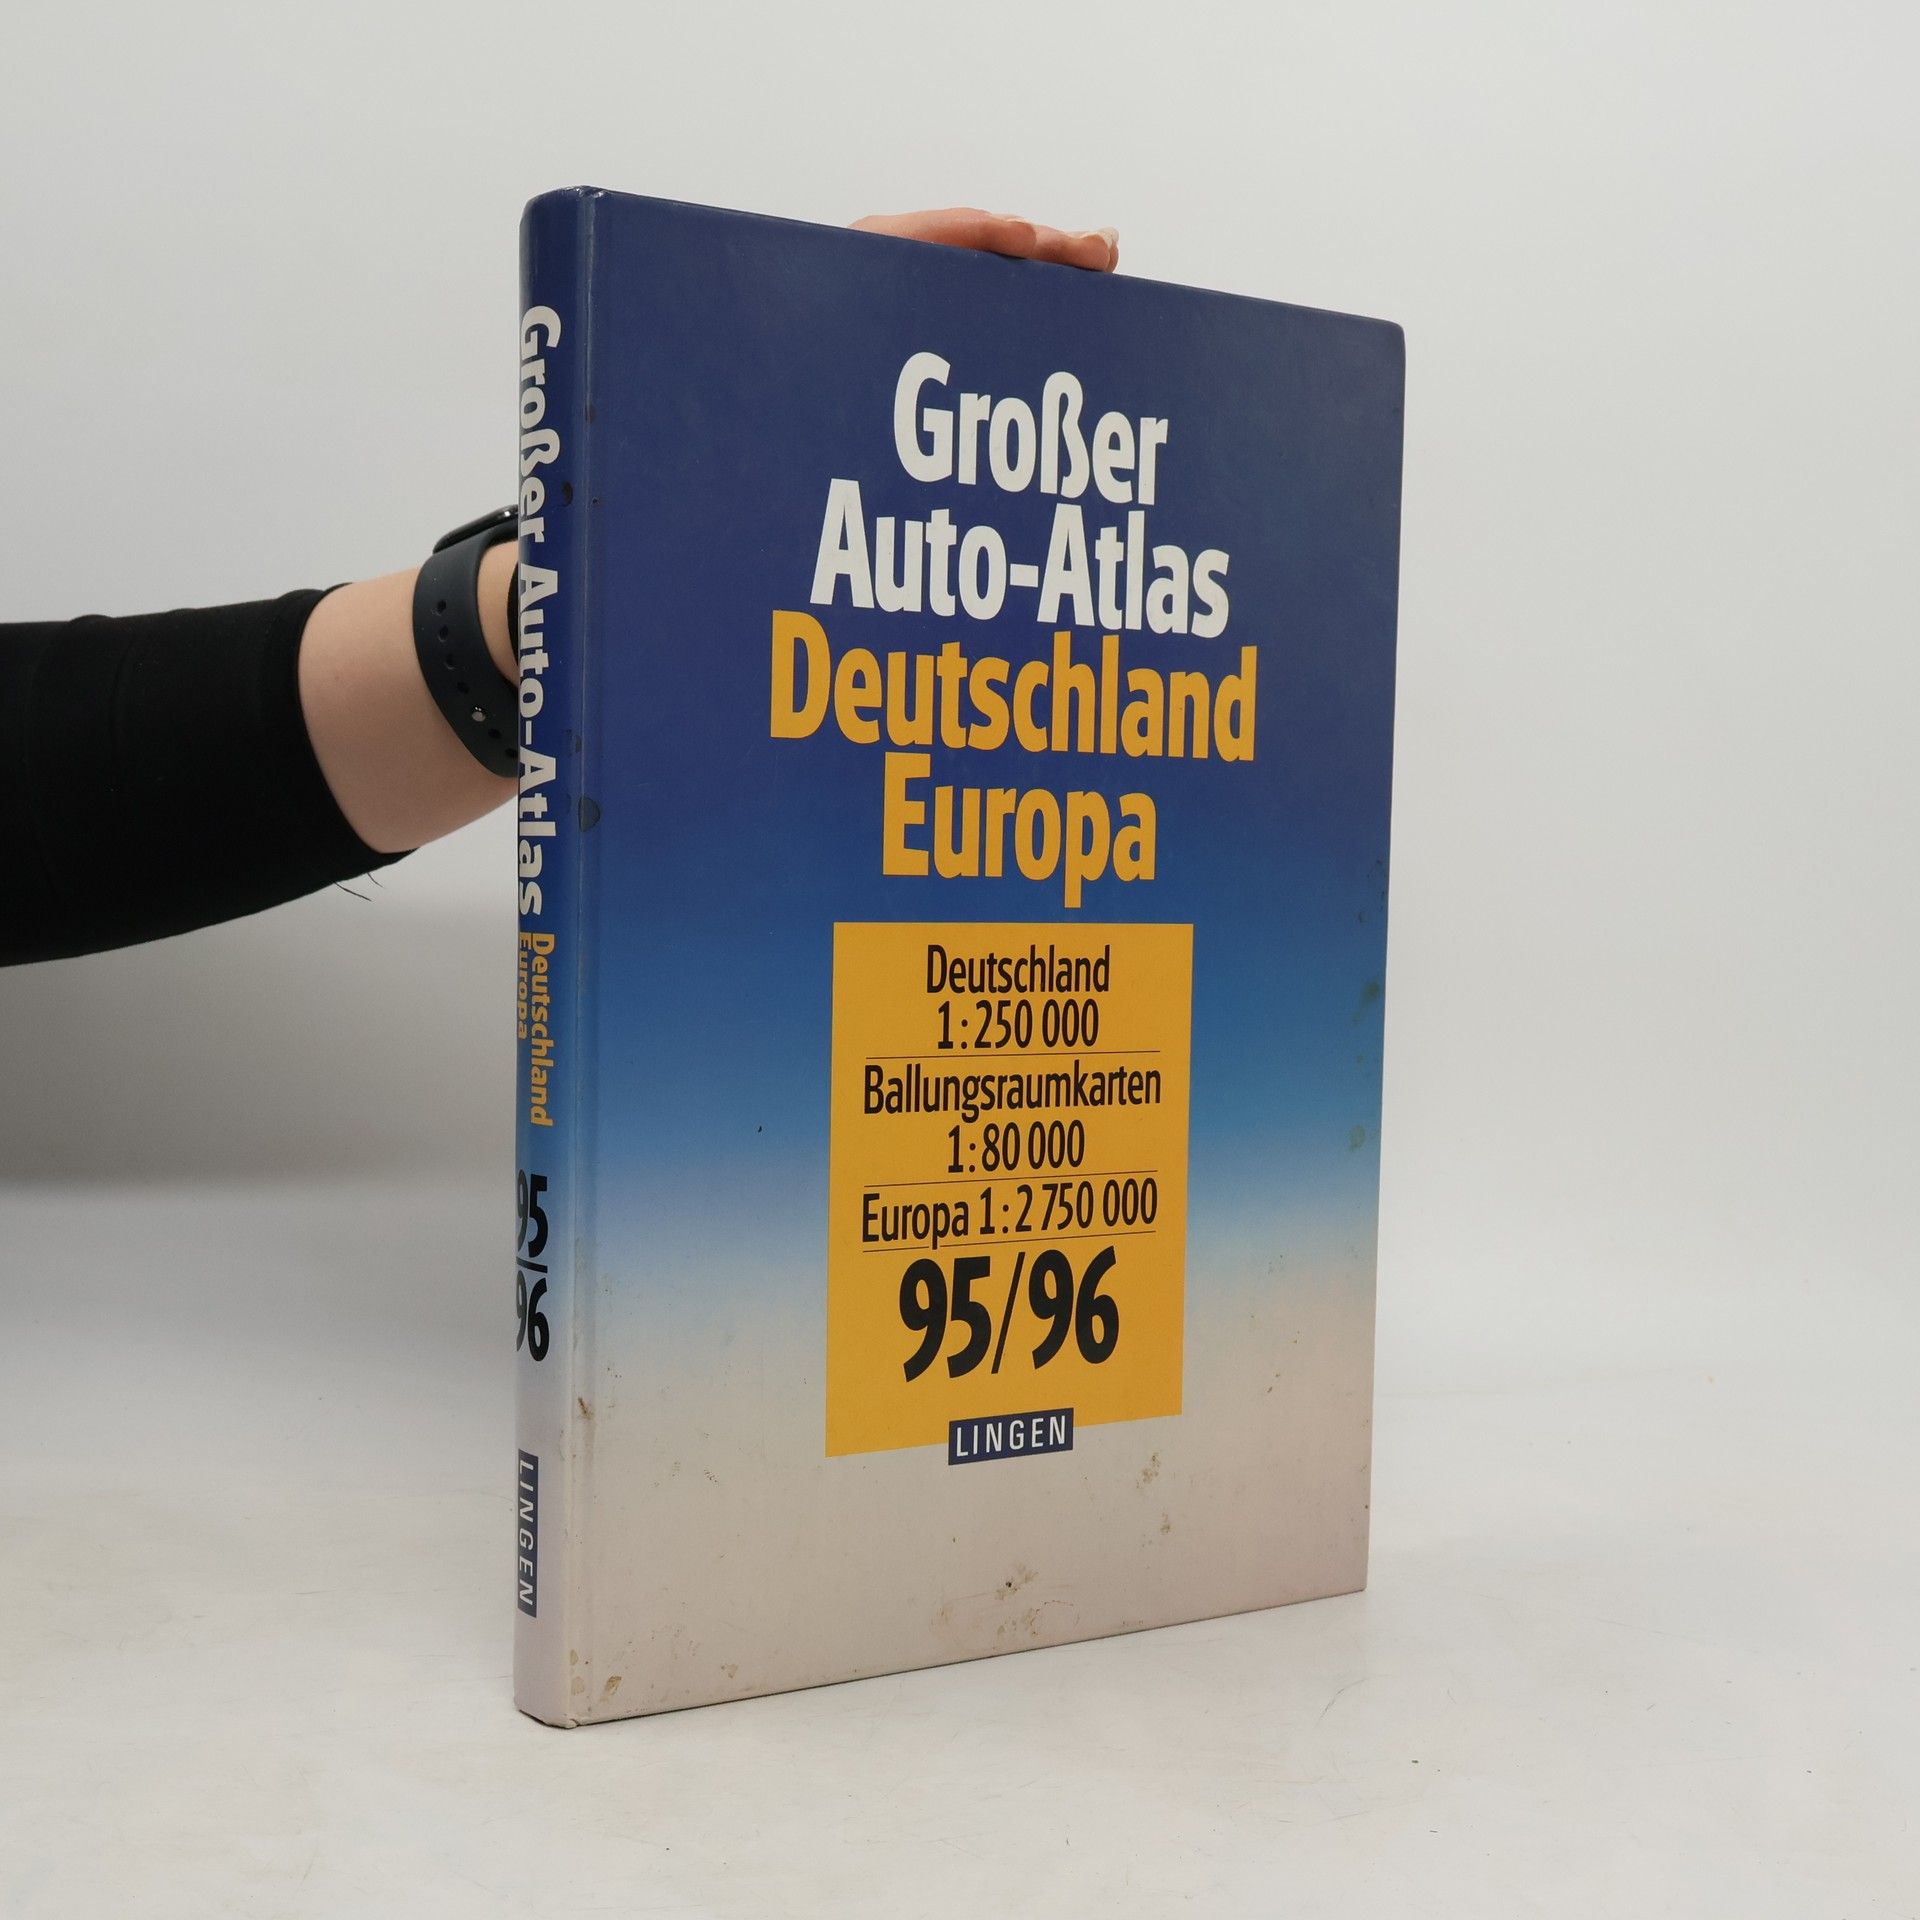 Großer Auto-Atlas Deutschland
Europa
95/96
LINGEN
Großer
Auto-Atlas
Deutschland
Europa
Deutschland
1:250 000
Ballungsraumkarten
1:80 000
Europa 1:2 750 000
95/96
LINGEN